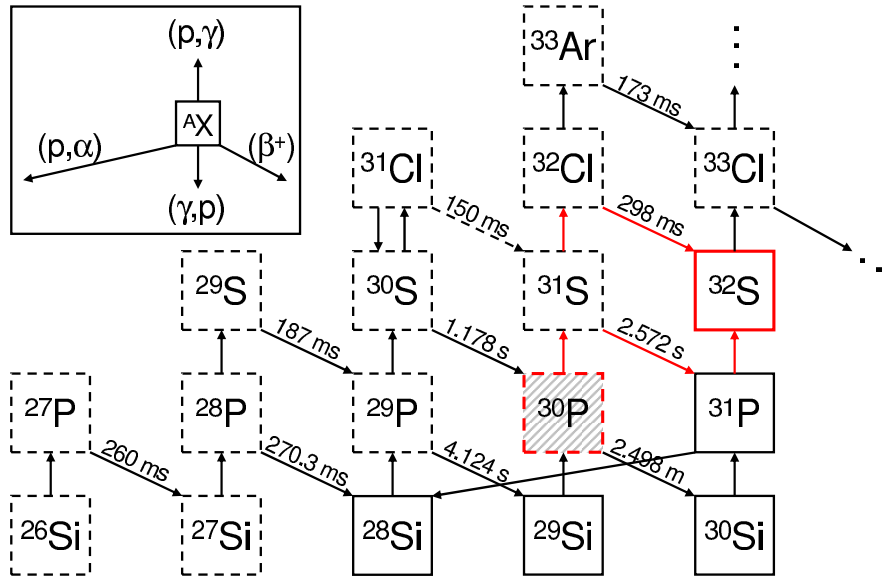 (p,γ)
ᴬX
(p,α)
(β⁺)
(γ,p)
³³Ar
173 ms
³¹Cl
³²Cl
³³Cl
150 ms
298 ms
²⁹S
³⁰S
³¹S
³²S
187 ms
1.178 s
2.572 s
²⁷P
²⁸P
²⁹P
³⁰P
³¹P
260 ms
270.3 ms
4.124 s
2.498 m
²⁶Si
²⁷Si
²⁸Si
²⁹Si
³⁰Si